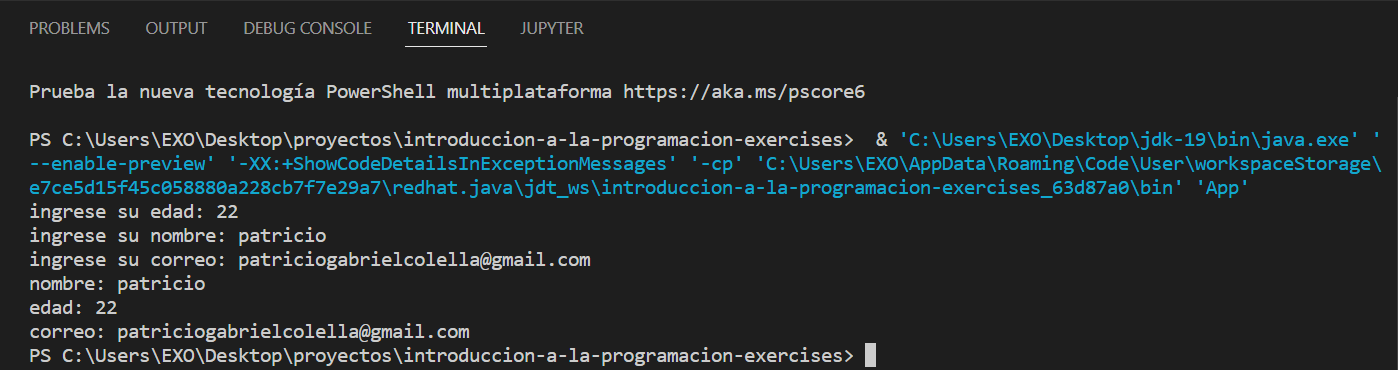 PROBLEMS OUTPUT DEBUG CONSOLE TERMINAL JUPYTER
Prueba la nueva tecnología PowerShell multiplataforma https://aka.ms/pscore6
PS C:\Users\EXO\Desktop\proyectos\introduccion-a-la-programacion-exercises>  & 'C:\Users\EXO\Desktop\jdk-19\bin\java.exe' '
--enable-preview' '-XX:+ShowCodeDetailsInExceptionMessages' '-cp' 'C:\Users\EXO\AppData\Roaming\Code\User\workspaceStorage\
e7ce5d15f45c058880a228cb7f7e29a7\redhat.java\jdt_ws\introduccion-a-la-programacion-exercises_63d87a0\bin' 'App'
ingrese su edad: 22
ingrese su nombre: patricio
ingrese su correo: patriciogabrielcolella@gmail.com
nombre: patricio
edad: 22
correo: patriciogabrielcolella@gmail.com
PS C:\Users\EXO\Desktop\proyectos\introduccion-a-la-programacion-exercises>